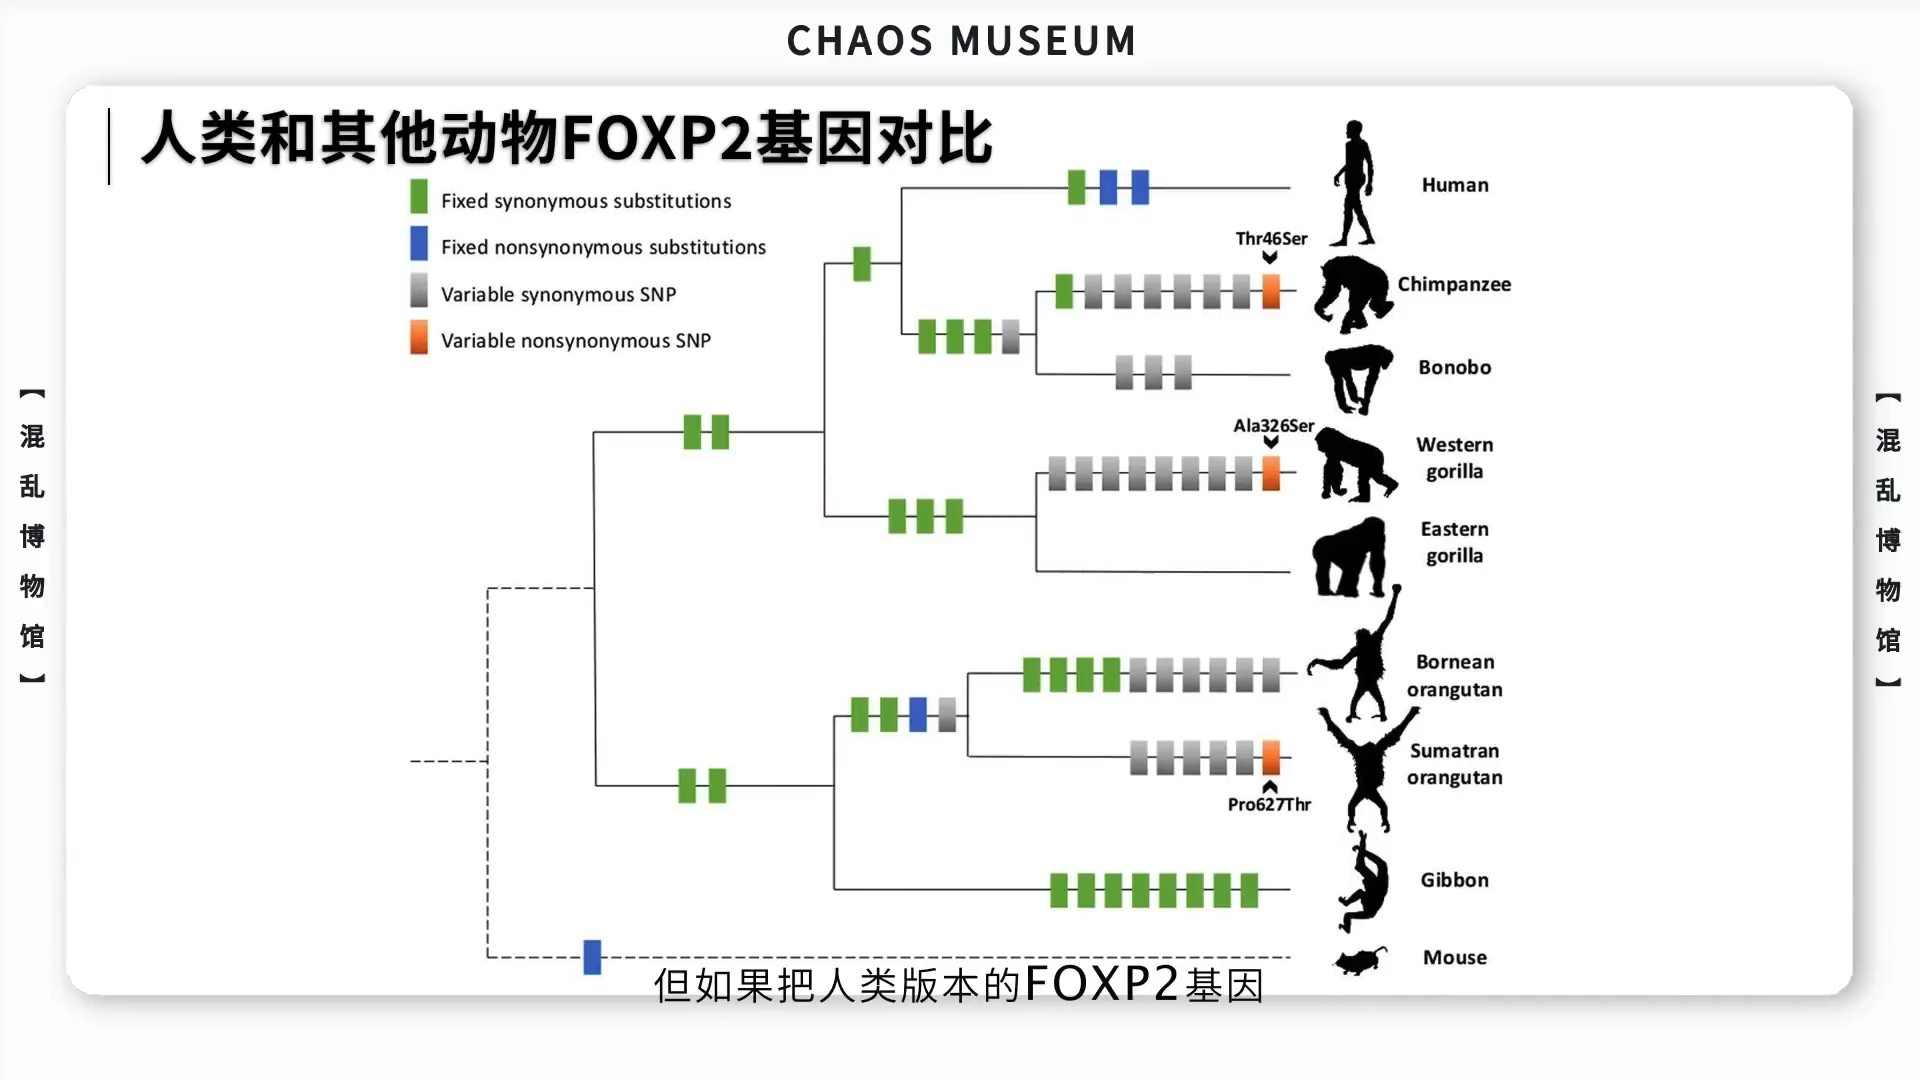 CHAOS MUSEUM
人类和其他动物FOXP2基因对比
Fixed synonymous substitutions
Fixed nonsynonymous substitutions
Variable synonymous SNP
Variable nonsynonymous SNP
Human
Thr46Ser
Chimpanzee
Bonobo
Ala326Ser
Western
gorilla
Eastern
gorilla
Bornean
orangutan
Sumatran
orangutan
Pro627Thr
Gibbon
Mouse
但如果把人类版本的FOXP2基因
【混乱博物馆】
【混乱博物馆】